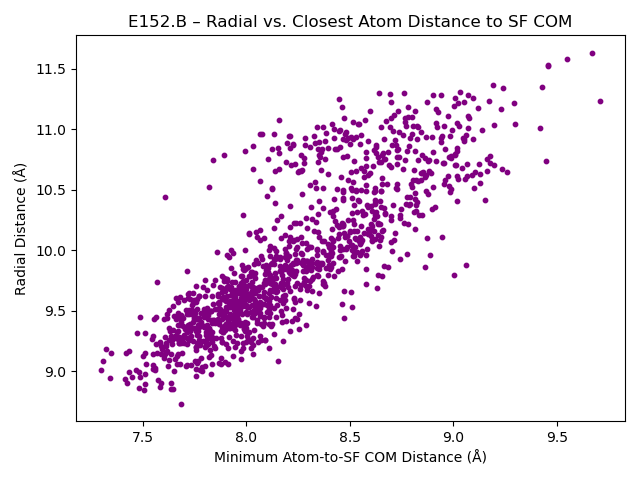 E152.B – Radial vs. Closest Atom Distance to SF COM
11.5
11.0
10.5
10.0
9.5
9.0
Radial Distance (Å)
7.5 8.0 8.5 9.0 9.5
Minimum Atom-to-SF COM Distance (Å)